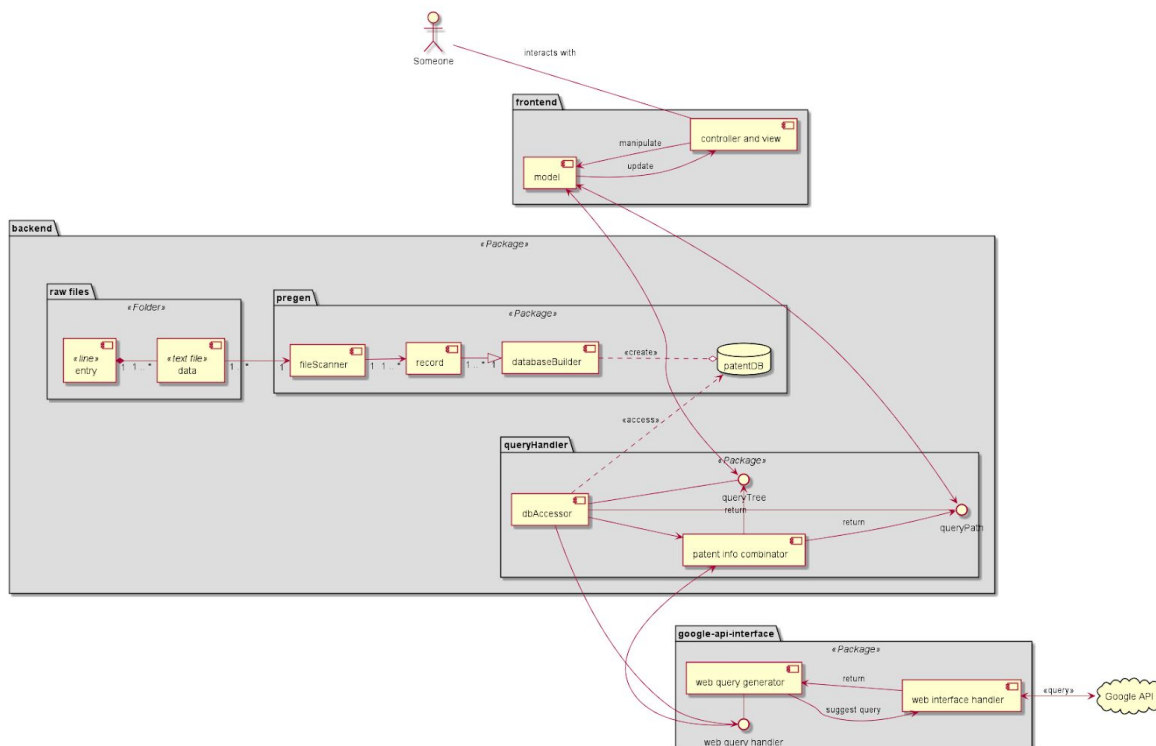 Someone
interacts with
frontend
controller and view
manipulate
update
model
backend
«Package»
raw files
«Folder»
«line»
entry
1
1..*
«text file»
data
1..*
1
pregen
«Package»
fileScanner
1
1..*
record
1..*
1
databaseBuilder
«create»
patentDB
«access»
queryHandler
«Package»
queryTree
dbAccessor
return
return
queryPath
patent info combinator
google-api-interface
«Package»
web query generator
return
web interface handler
suggest query
«query»
Google API
web query handler